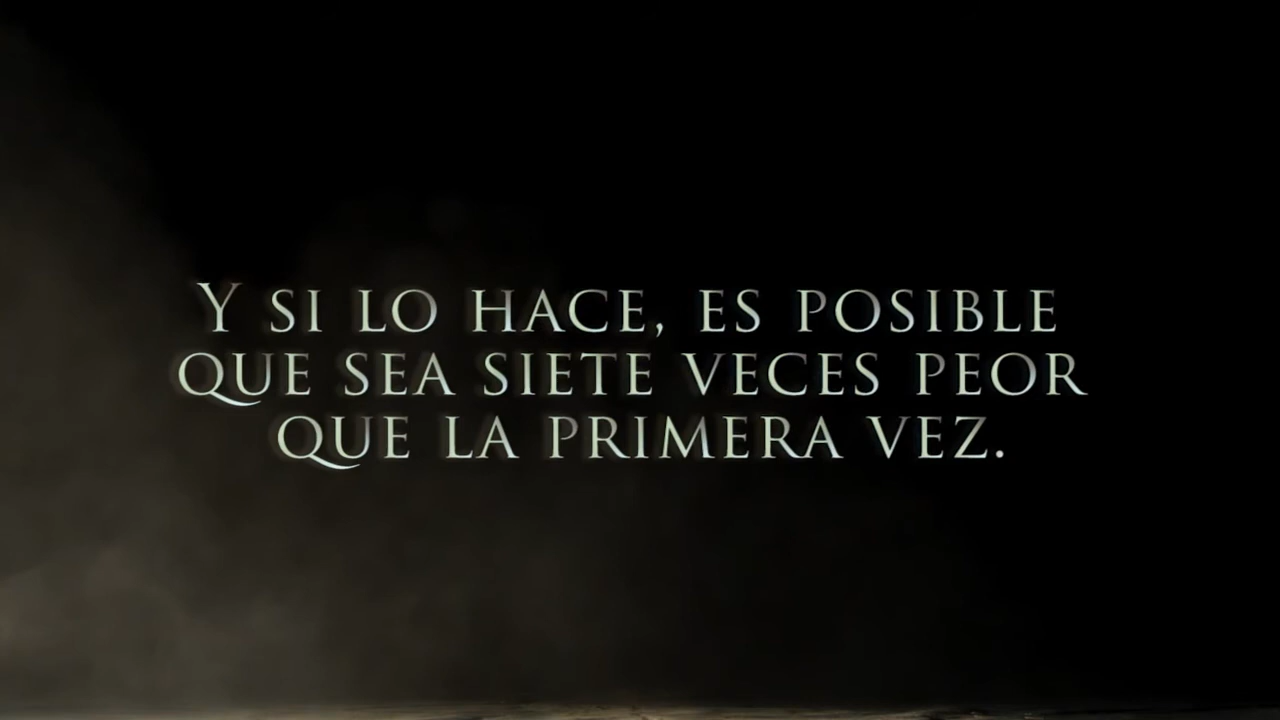 Y SI LO HACE, ES POSIBLE
QUE SEA SIETE VECES PEOR
QUE LA PRIMERA VEZ.